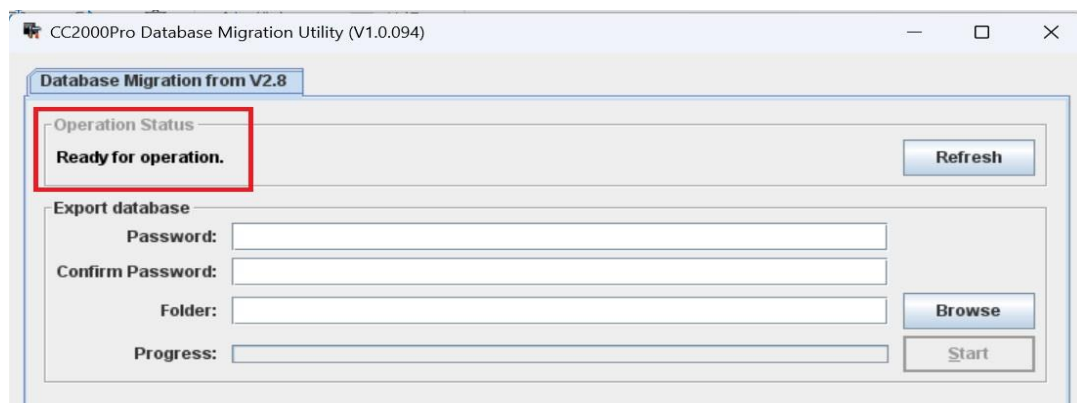 CC2000Pro Database Migration Utility (V1.0.094)
Database Migration from V2.8
Operation Status
Ready for operation.
Refresh
Export database
Password:
Confirm Password:
Folder:
Browse
Progress:
Start